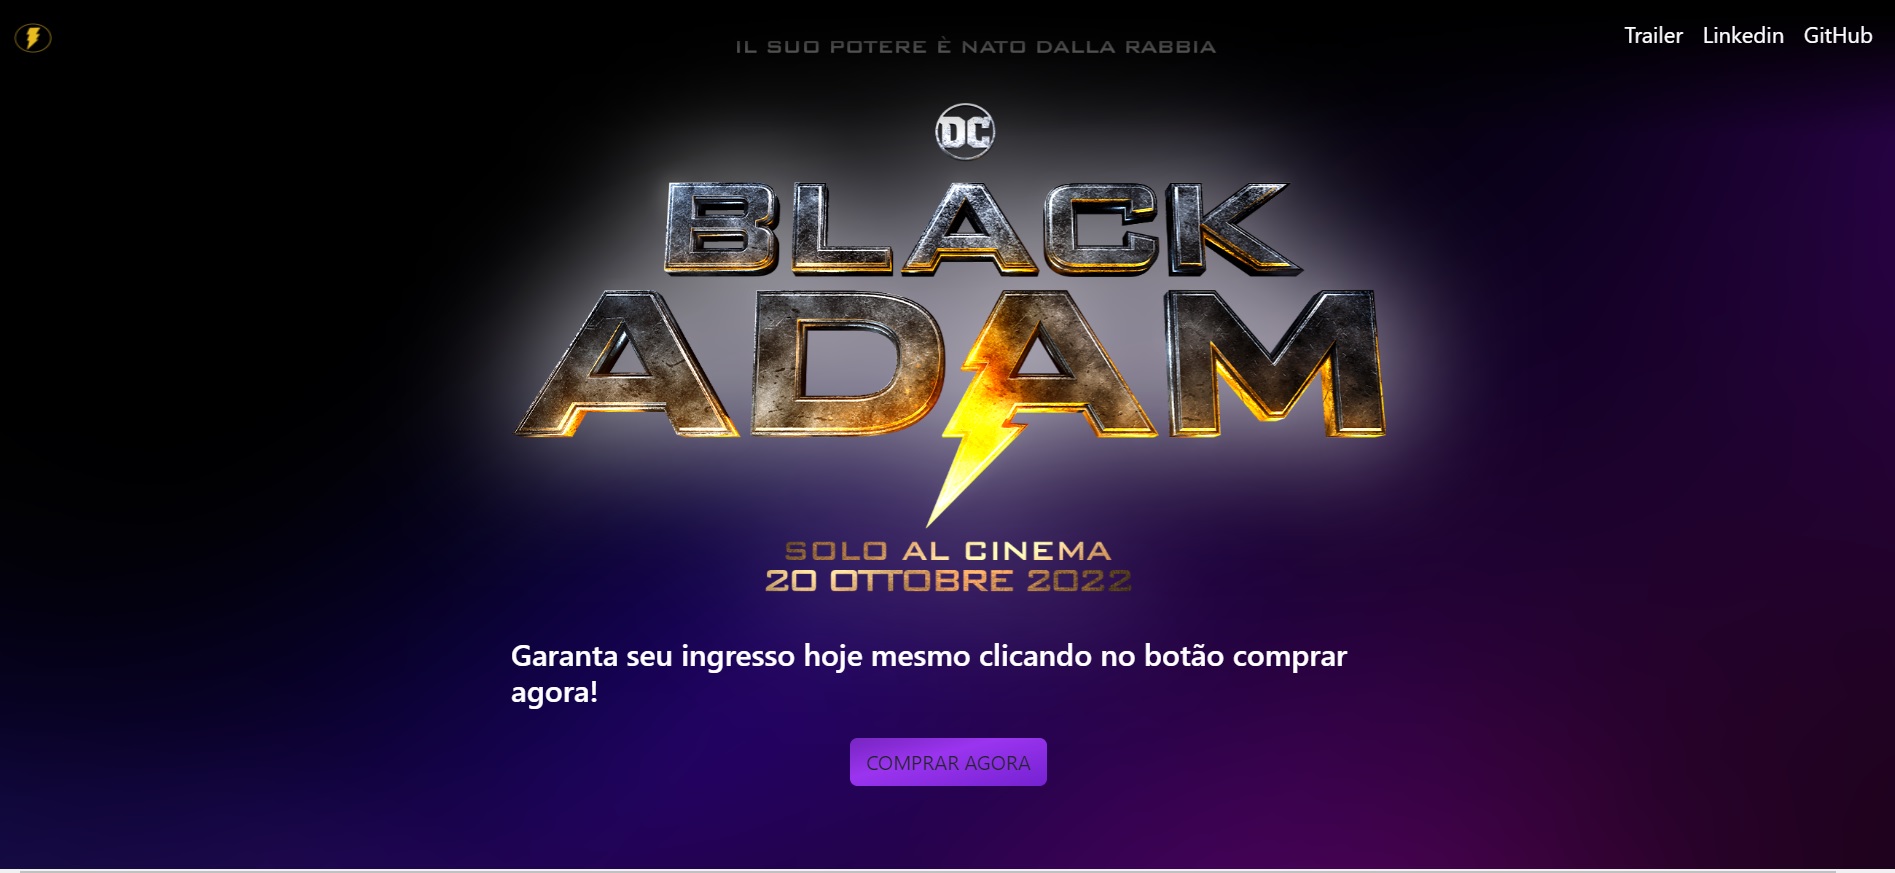 Trailer Linkedin GitHub
IL SUO POTERE È NATO DALLA RABBIA
DC
BLACK
ADAM
SOLO AL CINEMA
20 OTTOBRE 2022
Garanta seu ingresso hoje mesmo clicando no botão comprar
agora!
COMPRAR AGORA